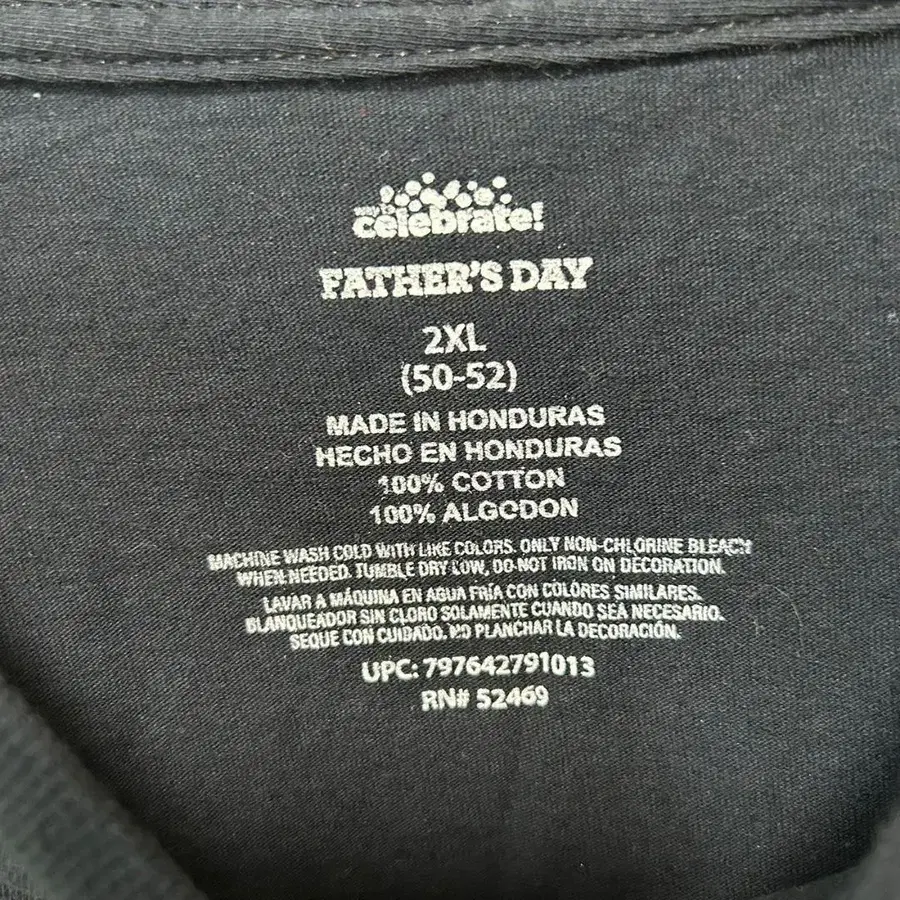 way to
celebrate!
FATHER'S DAY
2XL
(50-52)
MADE IN HONDURAS
HECHO EN HONDURAS
100% COTTON
100% ALGODON
MACHINE WASH COLD WITH LIKE COLORS. ONLY NON-CHLORINE BLEACH
WHEN NEEDED. TUMBLE DRY LOW, DO NOT IRON ON DECORATION.
LAVAR A MÁQUINA EN AGUA FRÍA CON COLORES SIMILARES.
BLANQUEADOR SIN CLORO SOLAMENTE CUANDO SEA NECESARIO.
SEQUE CON CUIDADO. NO PLANCHAR LA DECORACIÓN.
UPC: 797642791013
RN# 52469